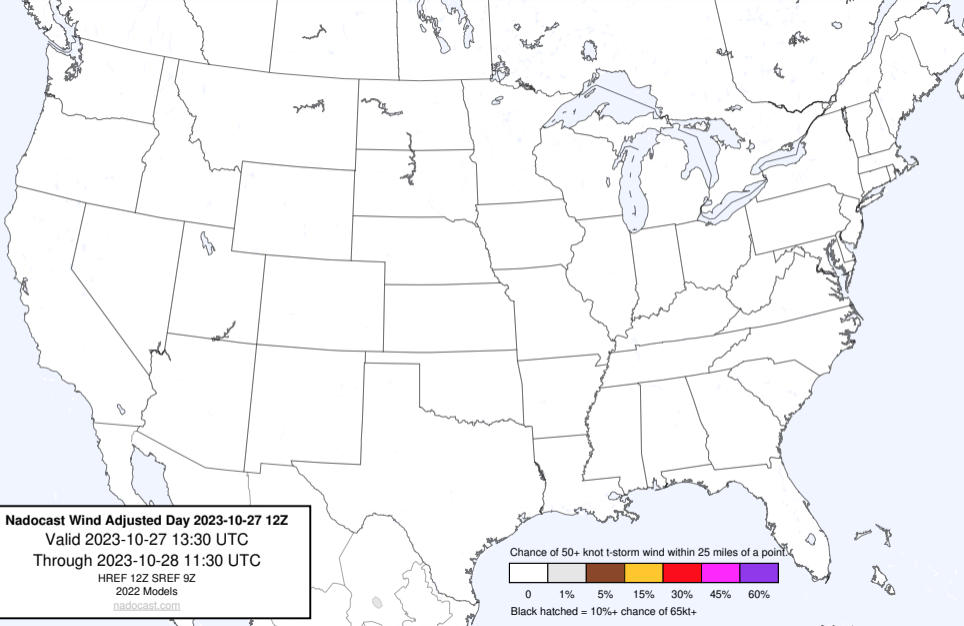 Nadocast Wind Adjusted Day 2023-10-27 12Z
Valid 2023-10-27 13:30 UTC
Through 2023-10-28 11:30 UTC
HREF 12Z SREF 9Z
2022 Models
nadocast.com
Chance of 50+ knot t-storm wind within 25 miles of a point.
0 1% 5% 15% 30% 45% 60%
Black hatched = 10%+ chance of 65kt+